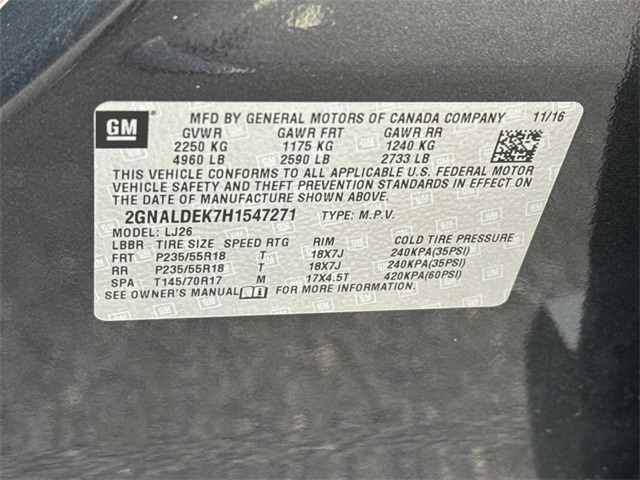 GM
MFD BY GENERAL MOTORS OF CANADA COMPANY 11/16
GVWR GAWR FRT GAWR RR
2250 KG 1175 KG 1240 KG
4960 LB 2590 LB 2733 LB
THIS VEHICLE CONFORMS TO ALL APPLICABLE U.S. FEDERAL MOTOR
VEHICLE SAFETY AND THEFT PREVENTION STANDARDS IN EFFECT ON
THE DATE OF MANUFACTURE SHOWN ABOVE.
2GNALDEK7H1547271 TYPE: M.P.V.
MODEL: LJ26
LBBR TIRE SIZE SPEED RTG RIM COLD TIRE PRESSURE
FRT P235/55R18 T 18X7J 240KPA(35PSI)
RR P235/55R18 T 18X7J 240KPA(35PSI)
SPA T145/70R17 M 17X4.5T 420KPA(60PSI)
SEE OWNER'S MANUAL FOR MORE INFORMATION.